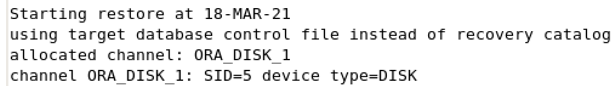 Starting restore at 18-MAR-21
using target database control file instead of recovery catalog
allocated channel: ORA_DISK_1
channel ORA_DISK_1: SID=5 device type=DISK